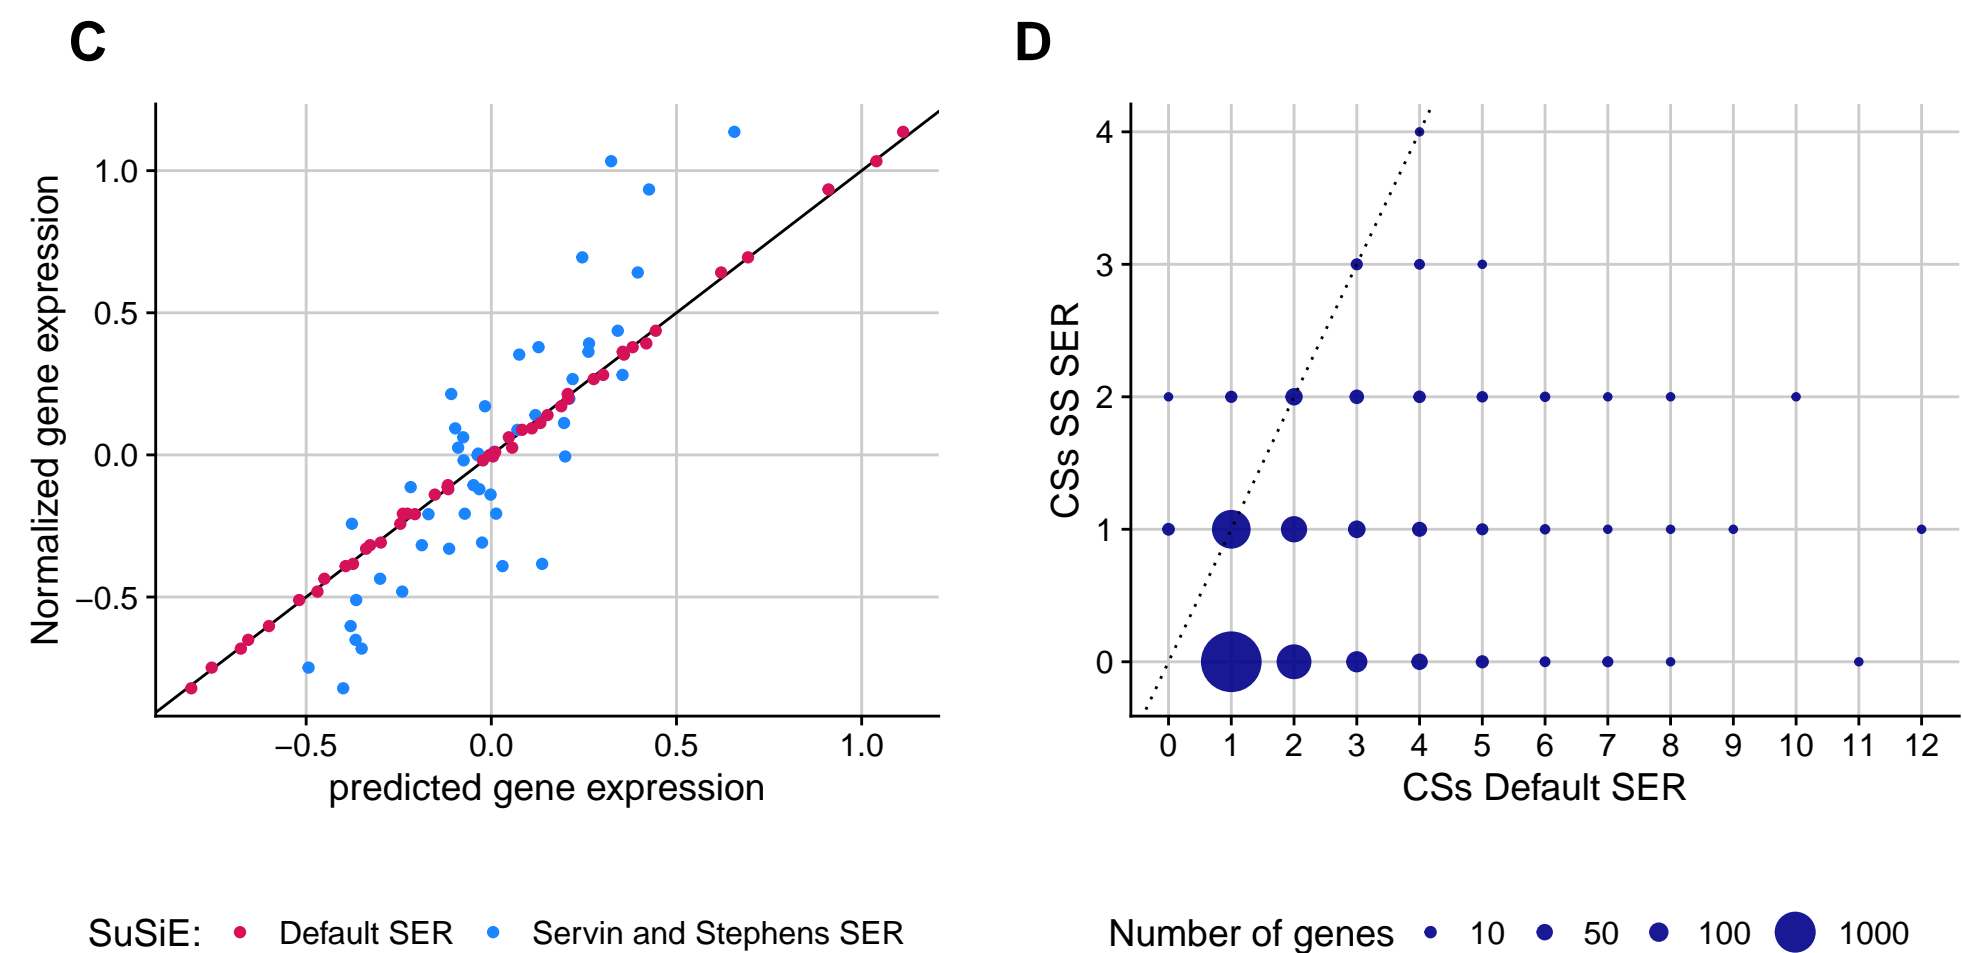 C
D
Normalized gene expression
1.0
0.5
0.0
−0.5
−0.5 0.0 0.5 1.0
predicted gene expression
CSs SS SER
4
3
2
1
0
0 1 2 3 4 5 6 7 8 9 10 11 12
CSs Default SER
SuSiE: Default SER Servin and Stephens SER
Number of genes 10 50 100 1000